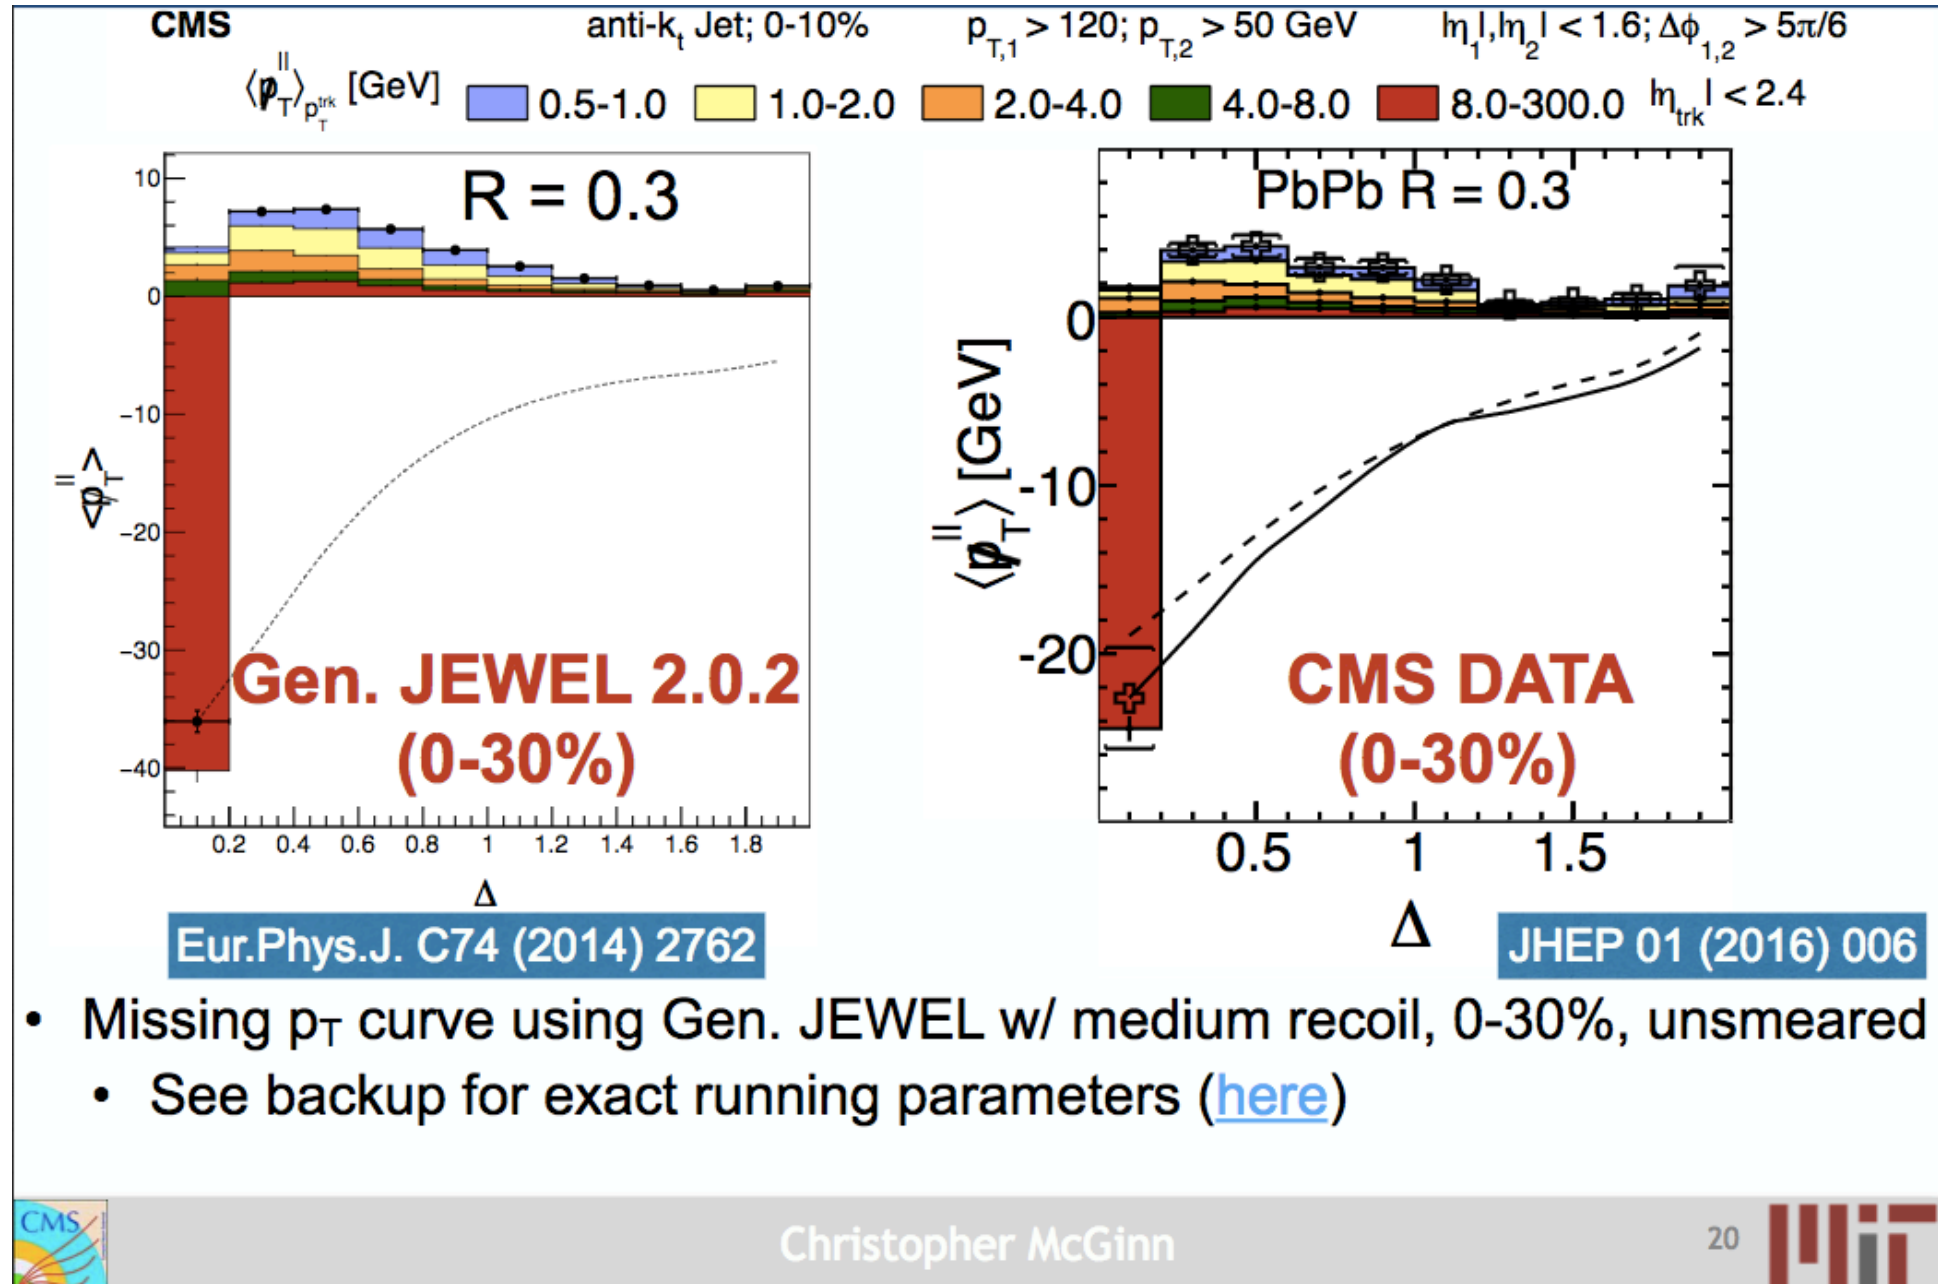 CMS anti-kt Jet; 0-10% pT,1 > 120; pT,2 > 50 GeV |η1|,|η2| < 1.6; Δϕ1,2 > 5π/6
⟨p̸T||⟩pTtrk [GeV] 0.5-1.0 1.0-2.0 2.0-4.0 4.0-8.0 8.0-300.0 |ηtrk| < 2.4
R = 0.3
10
0
−10
−20
−30
−40
<p̸T||>
Gen. JEWEL 2.0.2
(0-30%)
0.2 0.4 0.6 0.8 1 1.2 1.4 1.6 1.8
Δ
Eur.Phys.J. C74 (2014) 2762
PbPb R = 0.3
0
-10
-20
⟨p̸T||⟩ [GeV]
CMS DATA
(0-30%)
0.5 1 1.5
Δ
JHEP 01 (2016) 006
• Missing pT curve using Gen. JEWEL w/ medium recoil, 0-30%, unsmeared
• See backup for exact running parameters (here)
CMS
Christopher McGinn
20
MIT